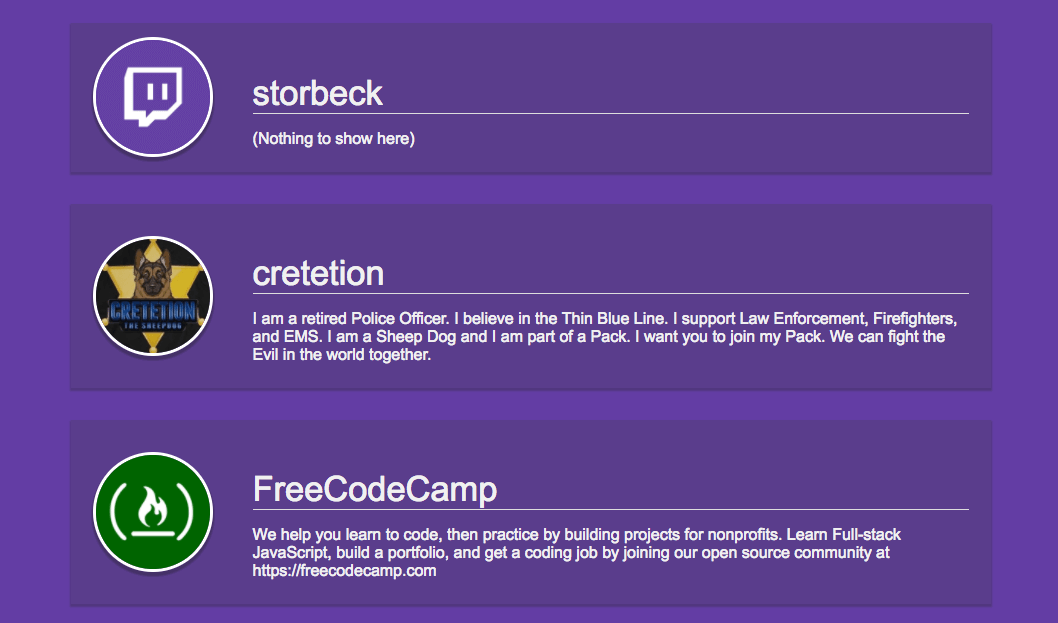 storbeck
(Nothing to show here)
CRETETION
THE SHEEPDOG
cretetion
I am a retired Police Officer. I believe in the Thin Blue Line. I support Law Enforcement, Firefighters,
and EMS. I am a Sheep Dog and I am part of a Pack. I want you to join my Pack. We can fight the
Evil in the world together.
FreeCodeCamp
We help you learn to code, then practice by building projects for nonprofits. Learn Full-stack
JavaScript, build a portfolio, and get a coding job by joining our open source community at
https://freecodecamp.com